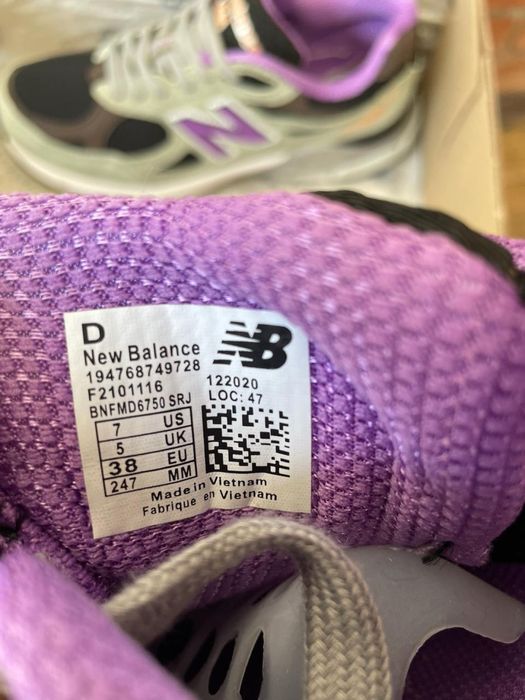 N
D
New Balance
194768749728
F2101116 122020
BNFMD6750 SRJ LOC: 47
NB
7 US
5 UK
38 EU
247 MM
Made in Vietnam
Fabrique en Vietnam